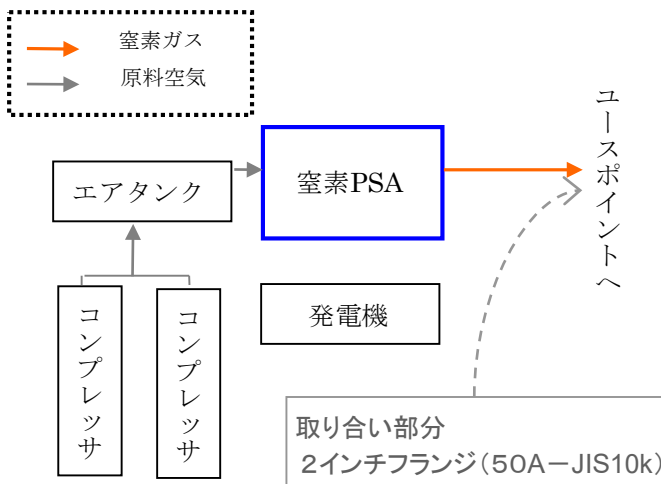 窒素ガス
原料空気
ユースポイントへ
エアタンク
窒素PSA
コンプレッサ
コンプレッサ
発電機
取り合い部分
2インチフランジ(50A－JIS10k)